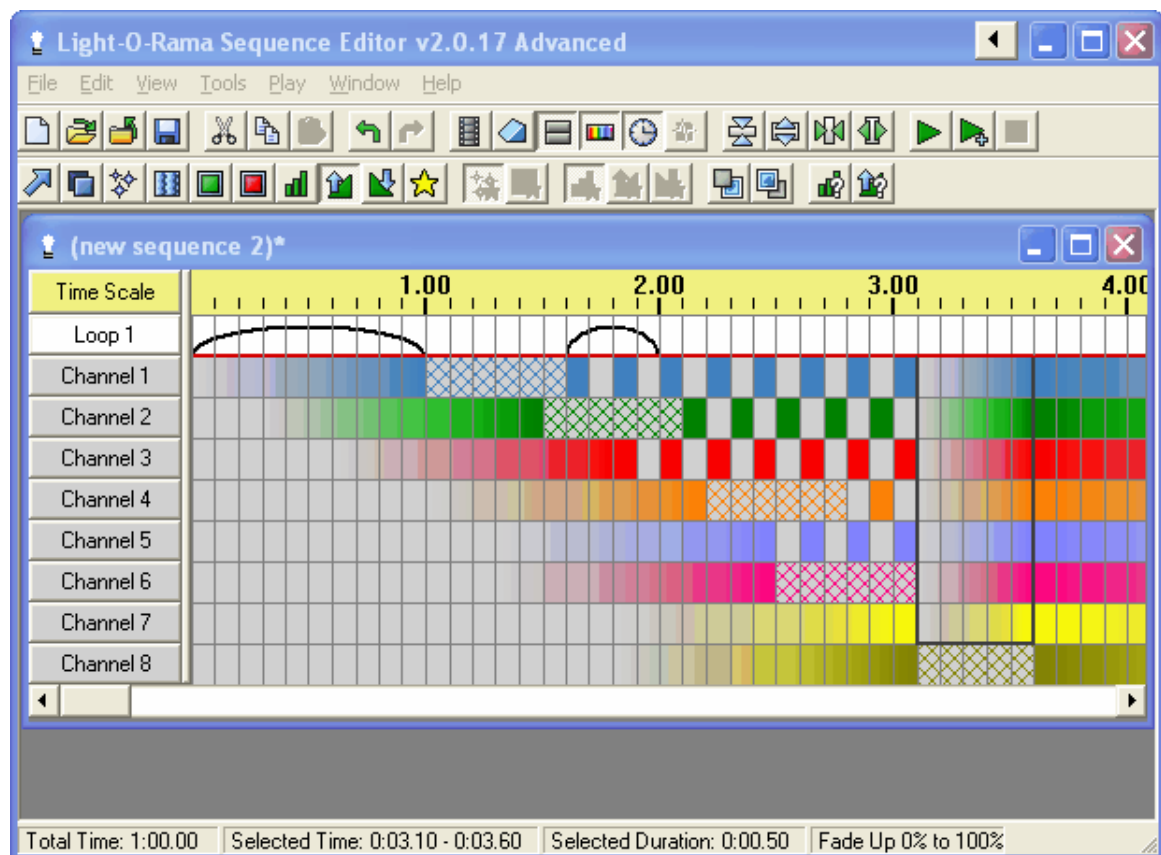 Light-O-Rama Sequence Editor v2.0.17 Advanced
File Edit View Tools Play Window Help
(new sequence 2)*
Time Scale 1.00 2.00 3.00 4.00
Loop 1
Channel 1
Channel 2
Channel 3
Channel 4
Channel 5
Channel 6
Channel 7
Channel 8
Total Time: 1:00.00 Selected Time: 0:03.10 - 0:03.60 Selected Duration: 0:00.50 Fade Up 0% to 100%